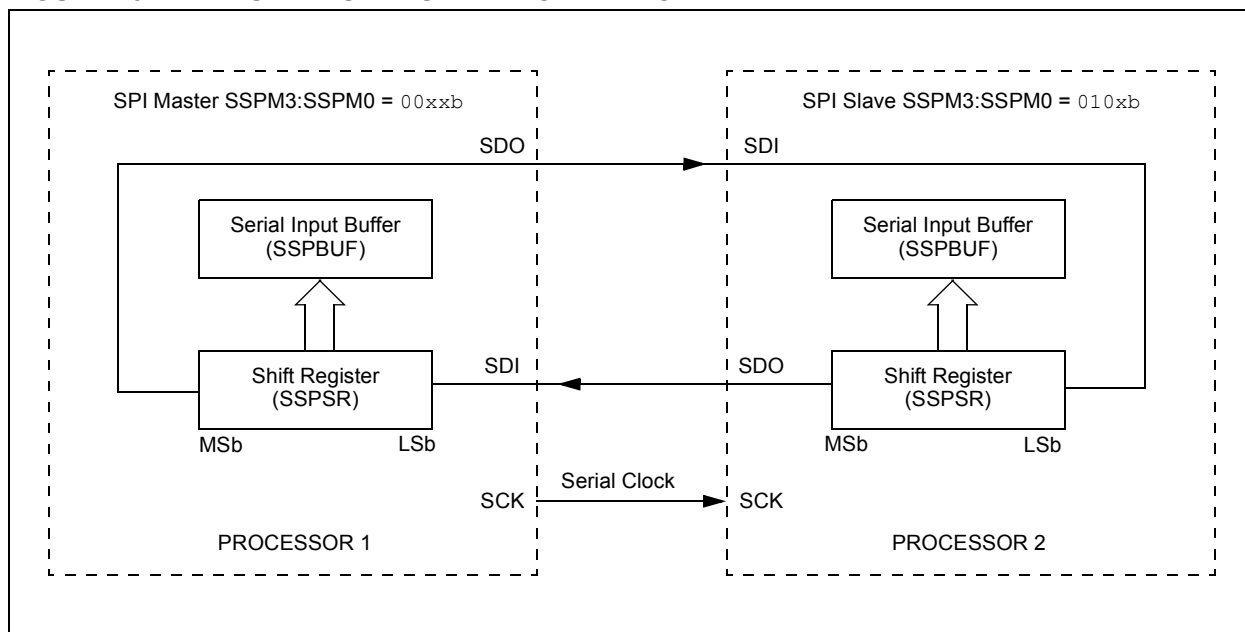 SPI Master SSPM3:SSPM0 = 00xxb
SDO
Serial Input Buffer
(SSPBUF)
Shift Register
(SSPSR)
MSb
LSb
SDI
SCK
PROCESSOR 1
Serial Clock
SPI Slave SSPM3:SSPM0 = 010xb
SDI
Serial Input Buffer
(SSPBUF)
SDO
Shift Register
(SSPSR)
MSb
LSb
SCK
PROCESSOR 2